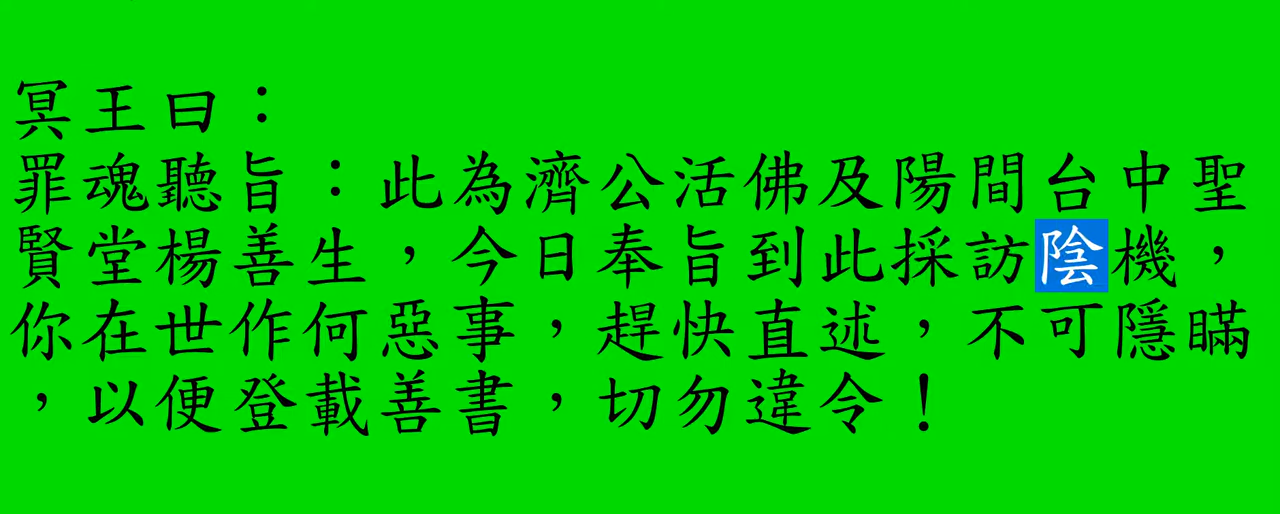 冥王曰：
罪魂聽旨：此為濟公活佛及陽間台中聖
賢堂楊善生，今日奉旨到此採訪陰機，
你在世作何惡事，趕快直述，不可隱瞞
，以便登載善書，切勿違令！